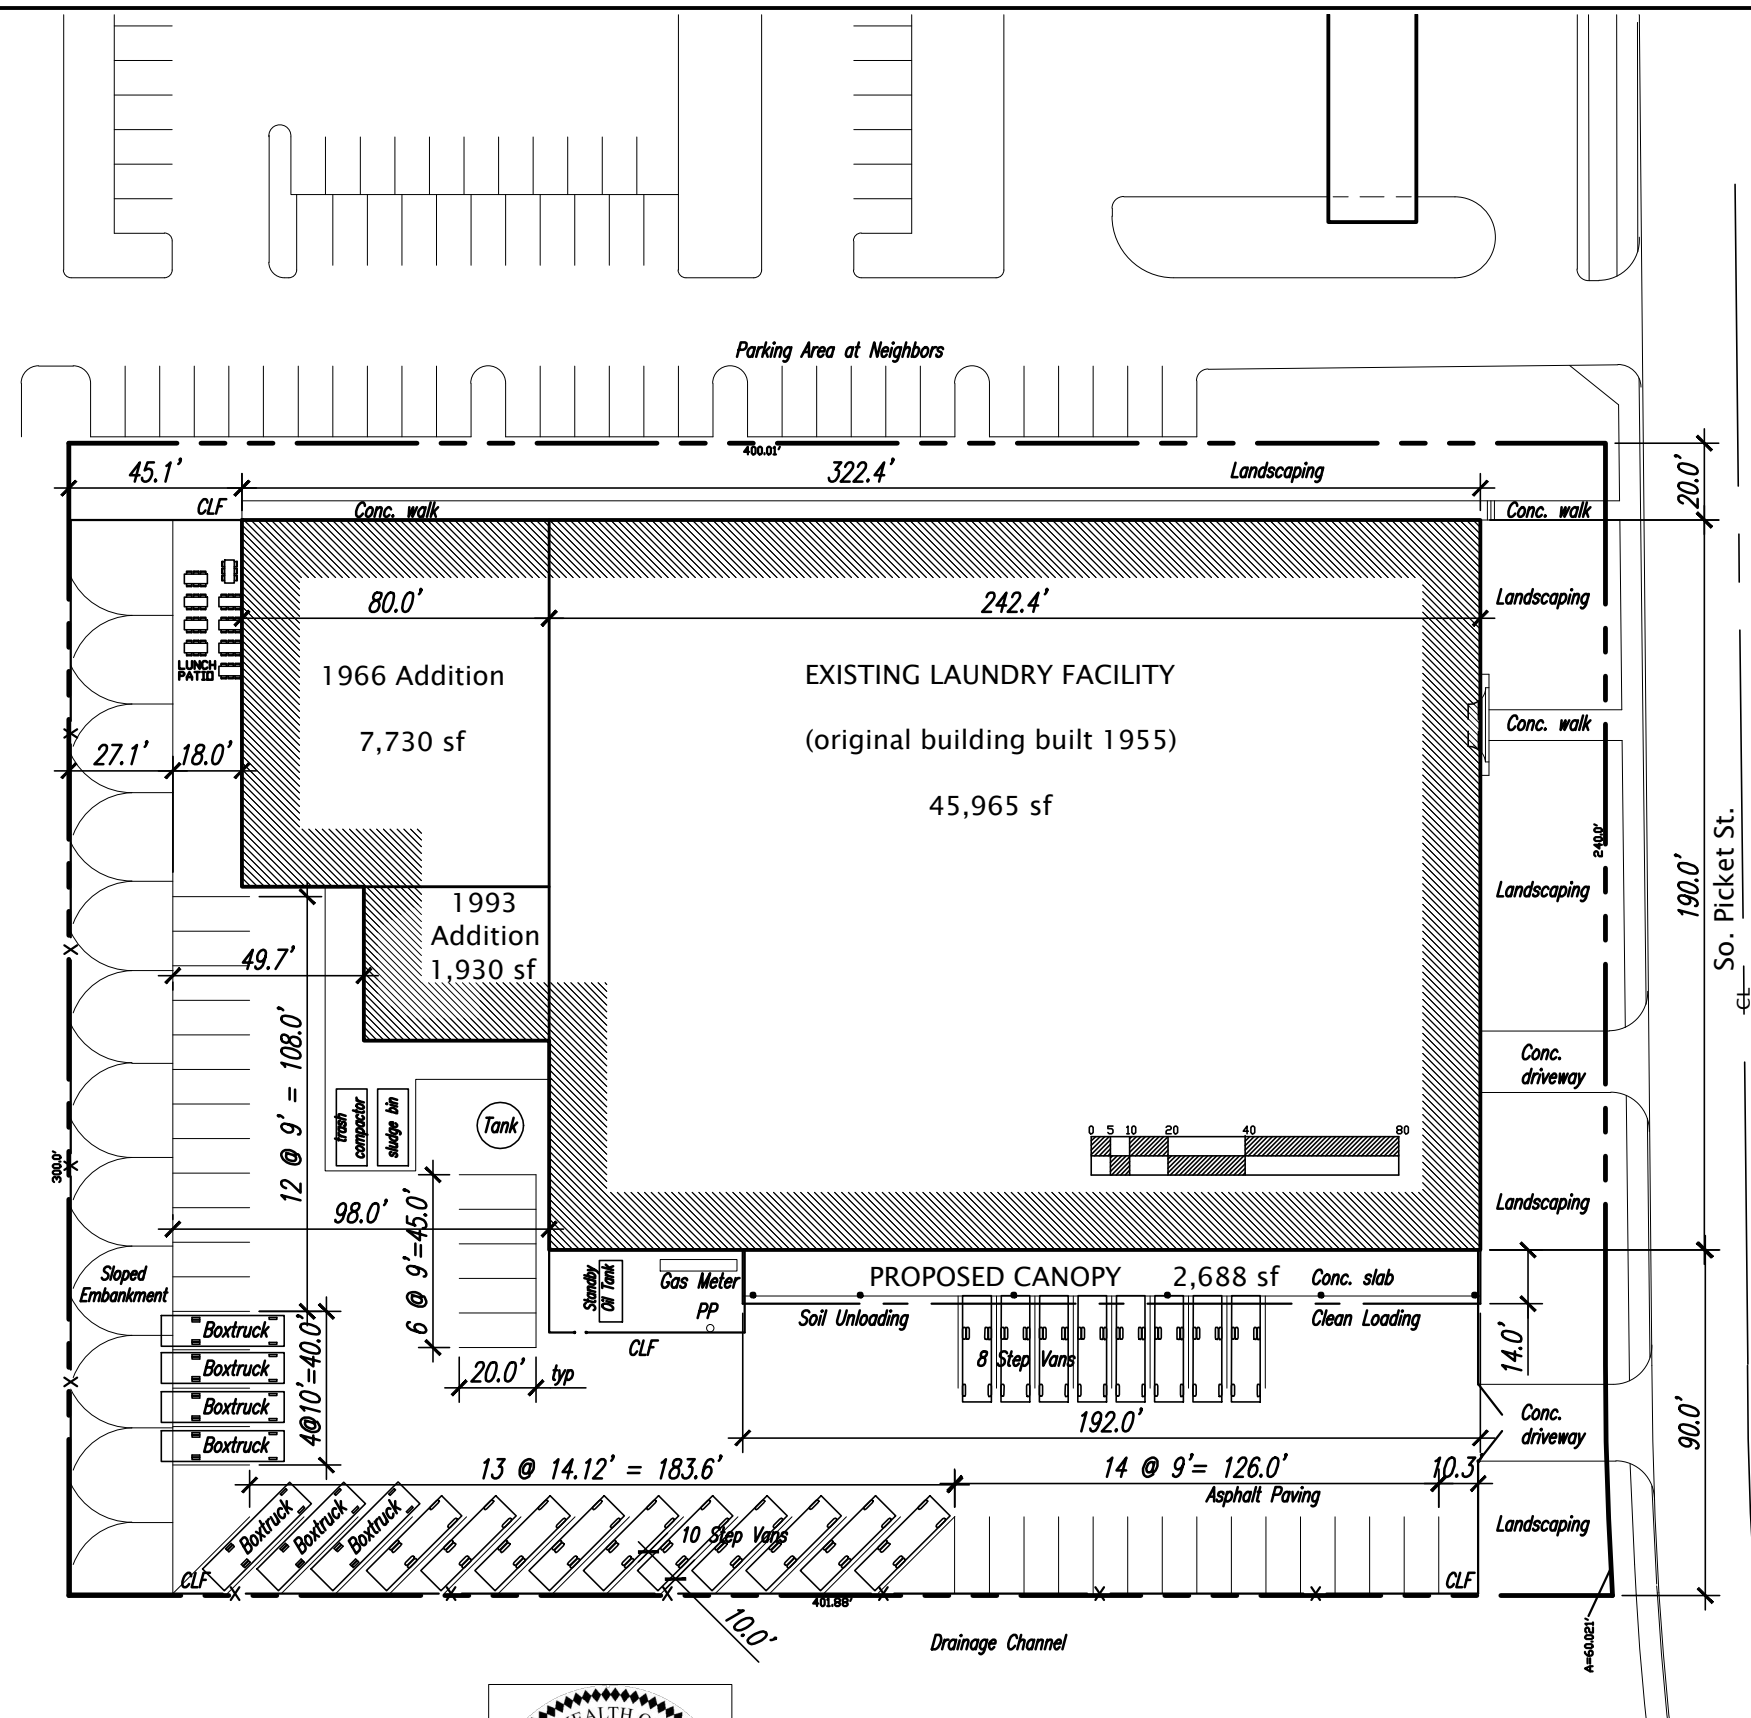 Parking Area at Neighbors
400.01'
45.1'
322.4'
Landscaping
20.0'
CLF
Conc. walk
Conc. walk
80.0'
242.4'
Landscaping
LUNCH
PATIO
1966 Addition
7,730 sf
EXISTING LAUNDRY FACILITY
(original building built 1955)
45,965 sf
Conc. walk
27.1'
18.0'
240.0'
190.0'
So. Picket St.
CL
Landscaping
1993
Addition
1,930 sf
49.7'
12 @ 9' = 108.0'
Conc.
driveway
trash
compactor
sludge bin
Tank
0 5 10 20 40 80
300.0'
98.0'
6 @ 9'=45.0'
Landscaping
Sloped
Embankment
Standby
Oil Tank
Gas Meter
PP
PROPOSED CANOPY 2,688 sf
Conc. slab
Soil Unloading
Clean Loading
CLF
14.0'
Boxtruck
Boxtruck
Boxtruck
Boxtruck
4@10'=40.0'
20.0'
typ
8 Step Vans
192.0'
Conc.
driveway
90.0'
13 @ 14.12' = 183.6'
14 @ 9'= 126.0'
10.3'
Asphalt Paving
Boxtruck
Boxtruck
Boxtruck
10 Step Vans
Landscaping
CLF
CLF
401.88'
10.0'
Drainage Channel
A=60.021'